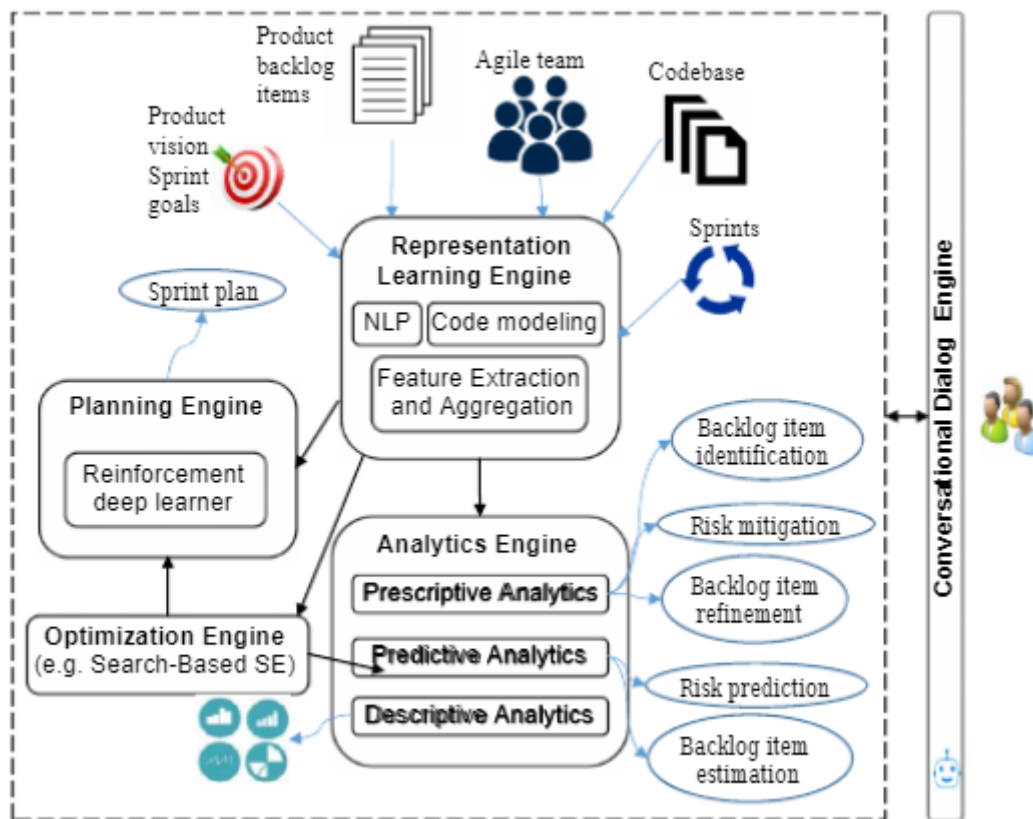 Product
backlog
items
Agile team
Codebase
Product
vision
Sprint
goals
Sprints
Representation
Learning Engine
NLP
Code modeling
Feature Extraction
and Aggregation
Sprint plan
Planning Engine
Reinforcement
deep learner
Backlog item
identification
Risk mitigation
Backlog item
refinement
Analytics Engine
Prescriptive Analytics
Predictive Analytics
Descriptive Analytics
Optimization Engine
(e.g. Search-Based SE)
Risk prediction
Backlog item
estimation
Conversational Dialog Engine